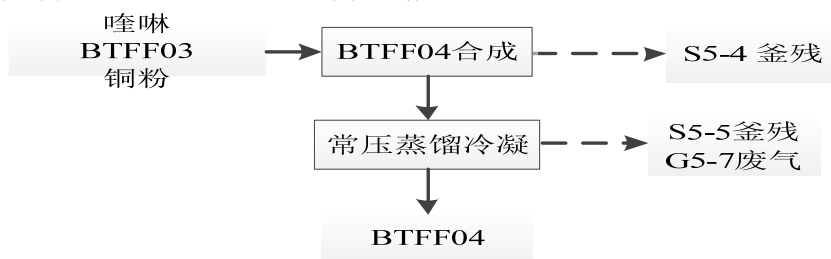 喹啉
BTFF03
铜粉
BTFF04合成
S5-4 釜残
常压蒸馏冷凝
S5-5釜残
G5-7废气
BTFF04